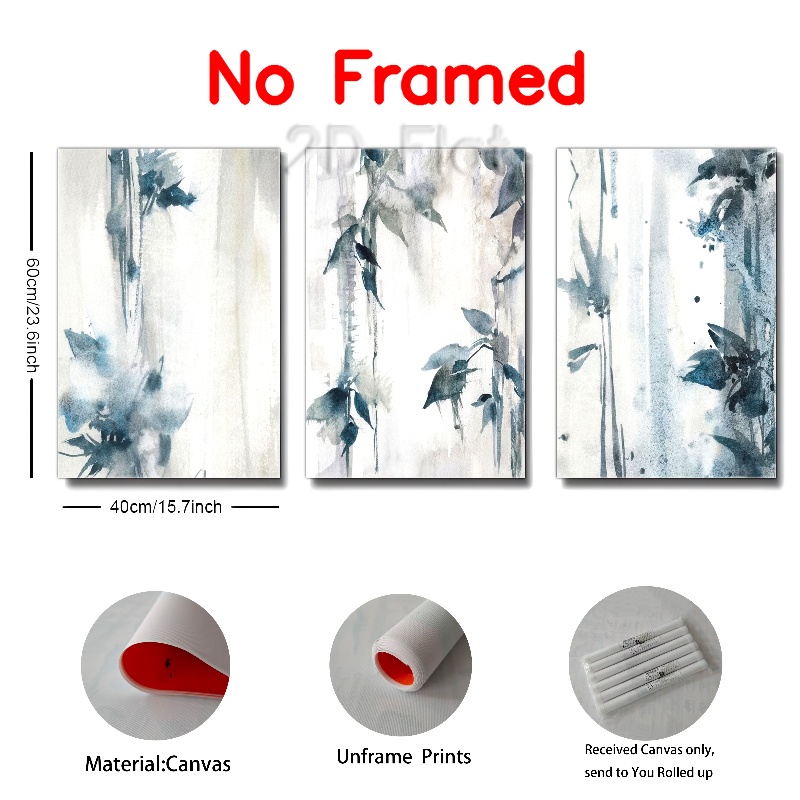 No Framed
2D Flat
60cm/23.6inch
40cm/15.7inch
Material:Canvas
Unframe Prints
Received Canvas only,
send to You Rolled up